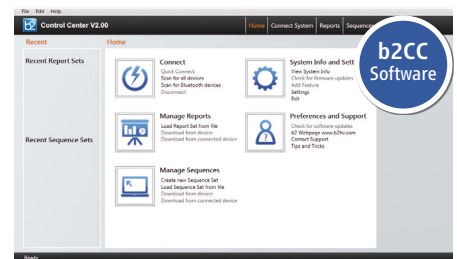 File Edit Help
b2 Control Center V2.00
Home Connect System Reports Sequences
b2CC
Software
Recent
Home
Recent Report Sets
Recent Sequence Sets
Connect
Quick Connect
Scan for all devices
Scan for Bluetooth devices
Disconnect
System Info and Sett
View System Info
Check for firmware updates
Add Feature
Settings
Exit
Manage Reports
Load Report Set from file
Download from device
Download from connected device
Preferences and Support
Check for software updates
b2 Webpage www.b2hv.com
Contact Support
Tips and Tricks
Manage Sequences
Create new Sequence Set
Load Sequence Set from file
Download from device
Download from connected device
Ready